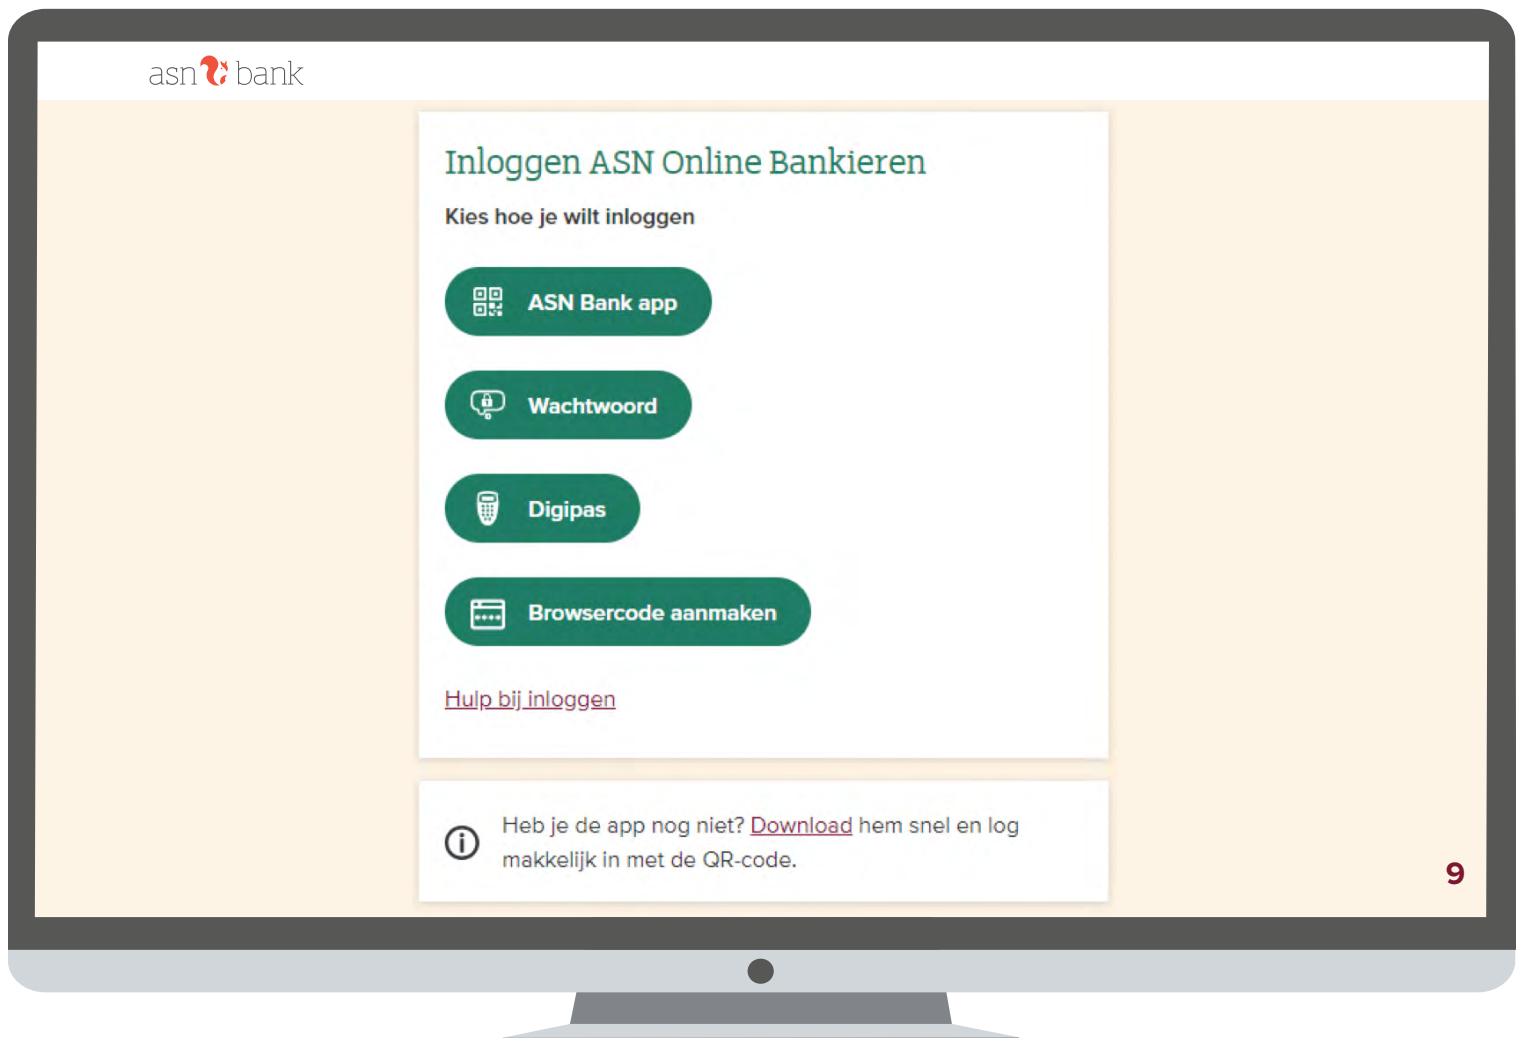 asn bank
Inloggen ASN Online Bankieren
Kies hoe je wilt inloggen
ASN Bank app
Wachtwoord
Digipas
Browsercode aanmaken
Hulp bij inloggen
Heb je de app nog niet? Download hem snel en log
makkelijk in met de QR-code.
9